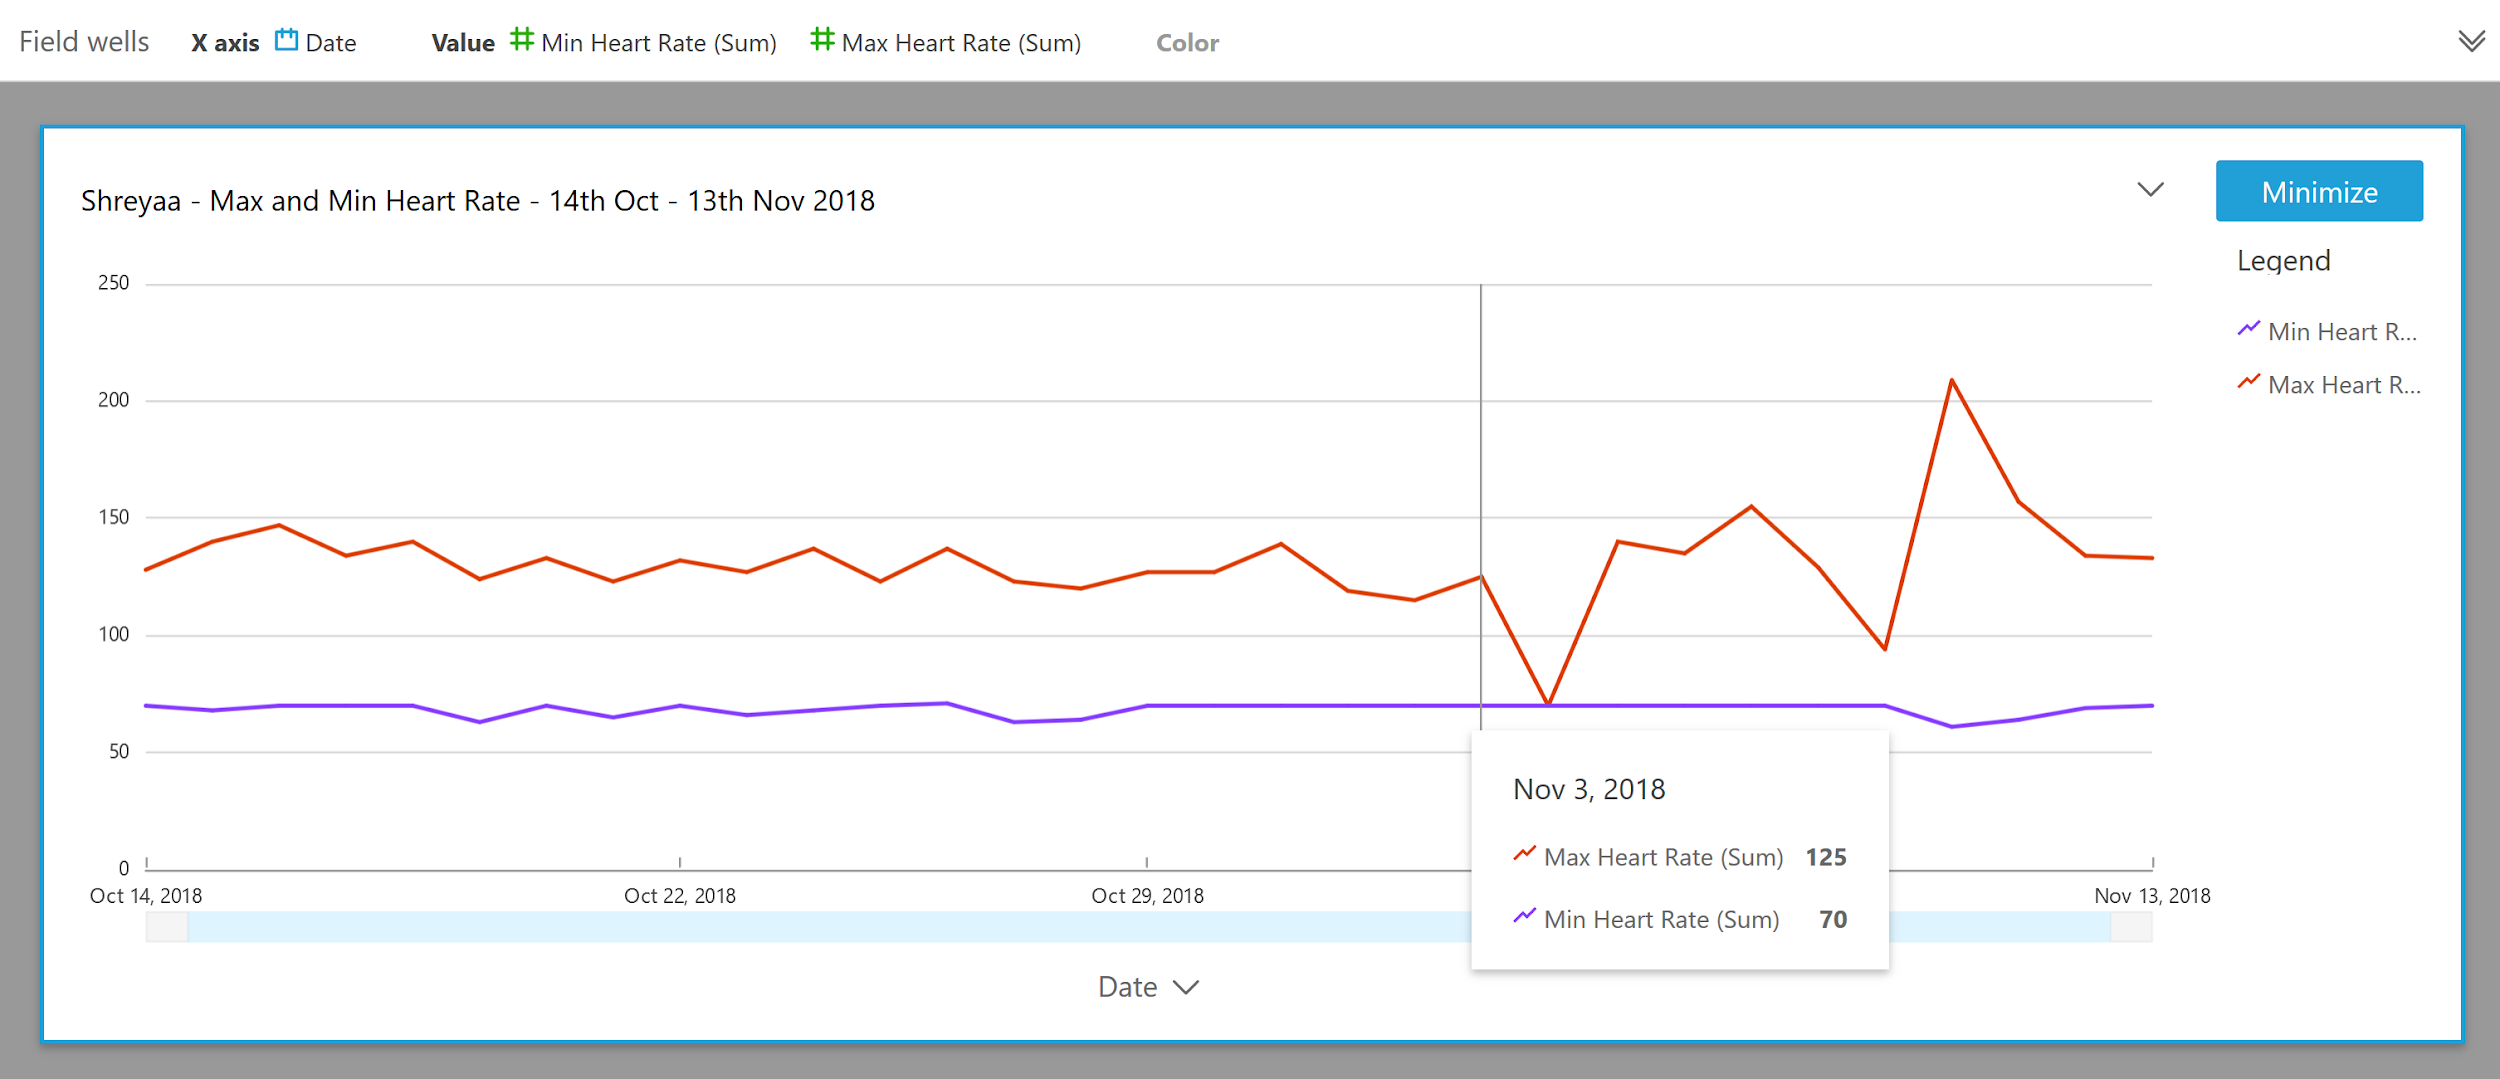 Field wells X axis Date Value Min Heart Rate (Sum) Max Heart Rate (Sum) Color
Shreyaa - Max and Min Heart Rate - 14th Oct - 13th Nov 2018
Minimize
Legend
Min Heart R...
Max Heart R...
250
200
150
100
50
0
Oct 14, 2018 Oct 22, 2018 Oct 29, 2018 Nov 13, 2018
Nov 3, 2018
Max Heart Rate (Sum) 125
Min Heart Rate (Sum) 70
Date